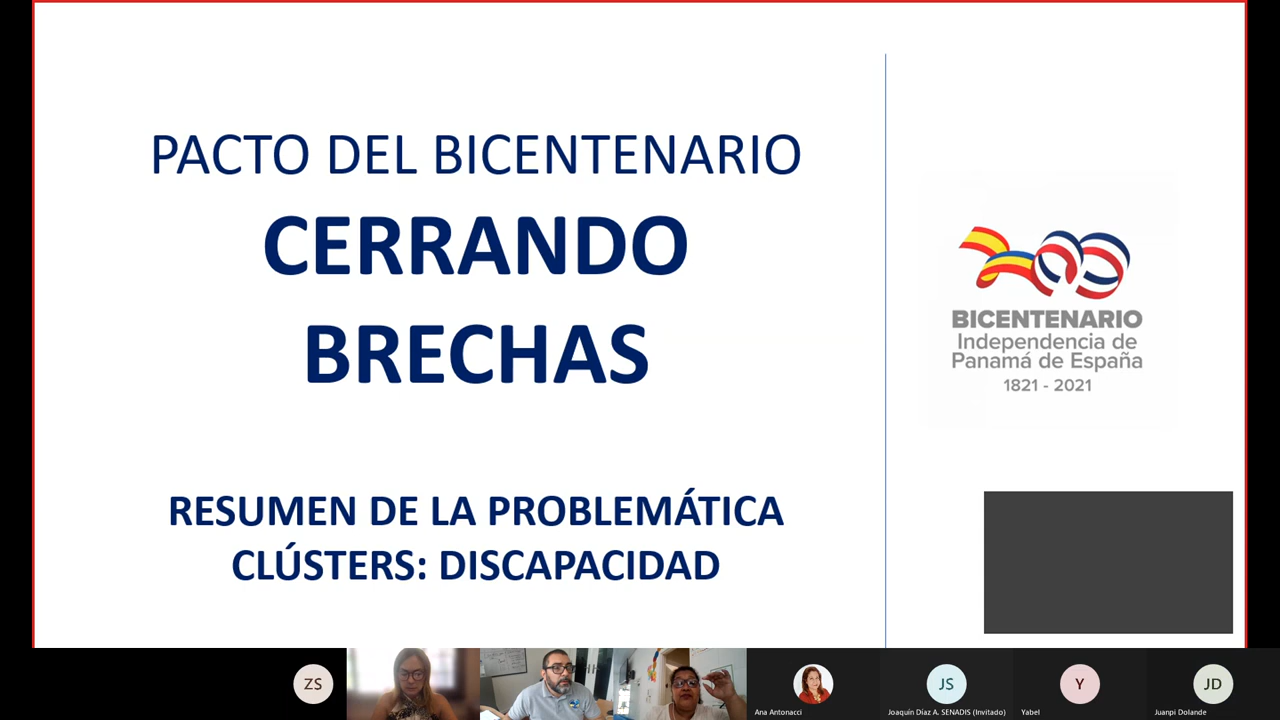 PACTO DEL BICENTENARIO
CERRANDO
BRECHAS
RESUMEN DE LA PROBLEMÁTICA
CLÚSTERS: DISCAPACIDAD
BICENTENARIO
Independencia de
Panamá de España
1821 - 2021
ZS
Ana Antonacci
JS
Joaquín Díaz A. SENADIS (Invitado)
Y
Yabel
JD
Juanpi Dolande